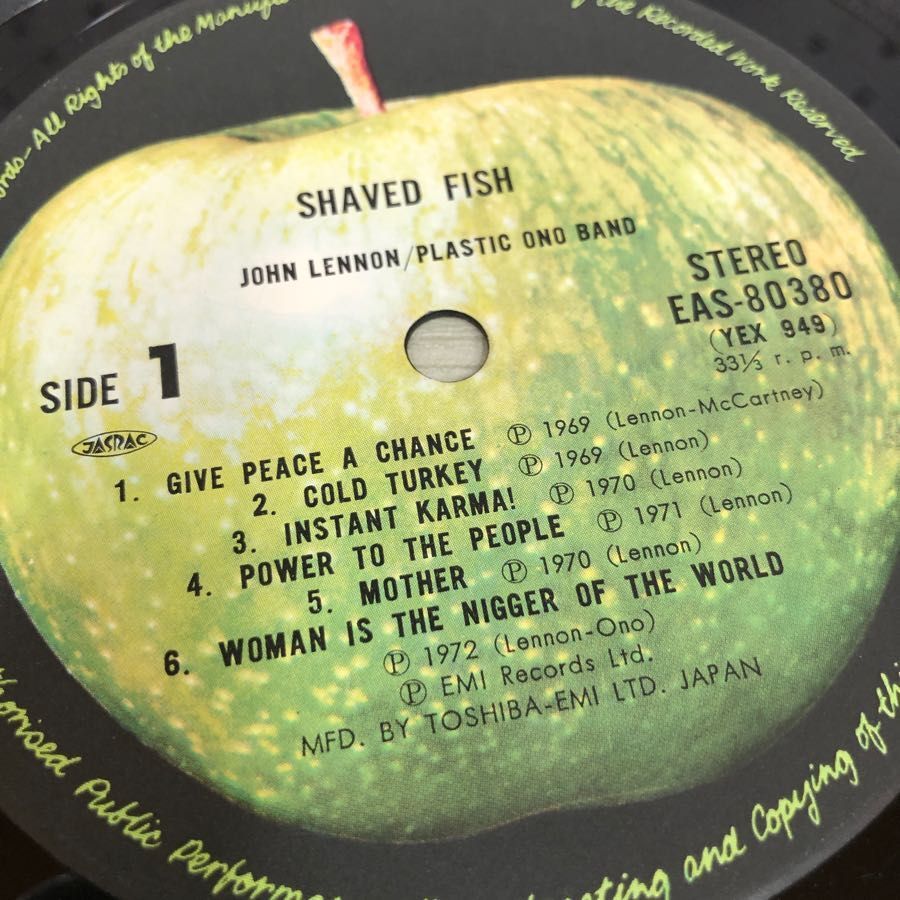 ords-All Rights of the Manufa
the Recorded Work Reserved
SHAVED FISH
JOHN LENNON/PLASTIC ONO BAND
STEREO
EAS-80380
(YEX 949)
33⅓ r. p. m.
SIDE 1
JASRAC
1. GIVE PEACE A CHANCE Ⓟ 1969 (Lennon-McCartney)
2. COLD TURKEY Ⓟ 1969 (Lennon)
3. INSTANT KARMA! Ⓟ 1970 (Lennon)
4. POWER TO THE PEOPLE Ⓟ 1971 (Lennon)
5. MOTHER Ⓟ 1970 (Lennon)
6. WOMAN IS THE NIGGER OF THE WORLD
Ⓟ 1972 (Lennon-Ono)
Ⓟ EMI Records Ltd.
MFD. BY TOSHIBA-EMI LTD. JAPAN
thorised Public Performa
sting and Copying of thi